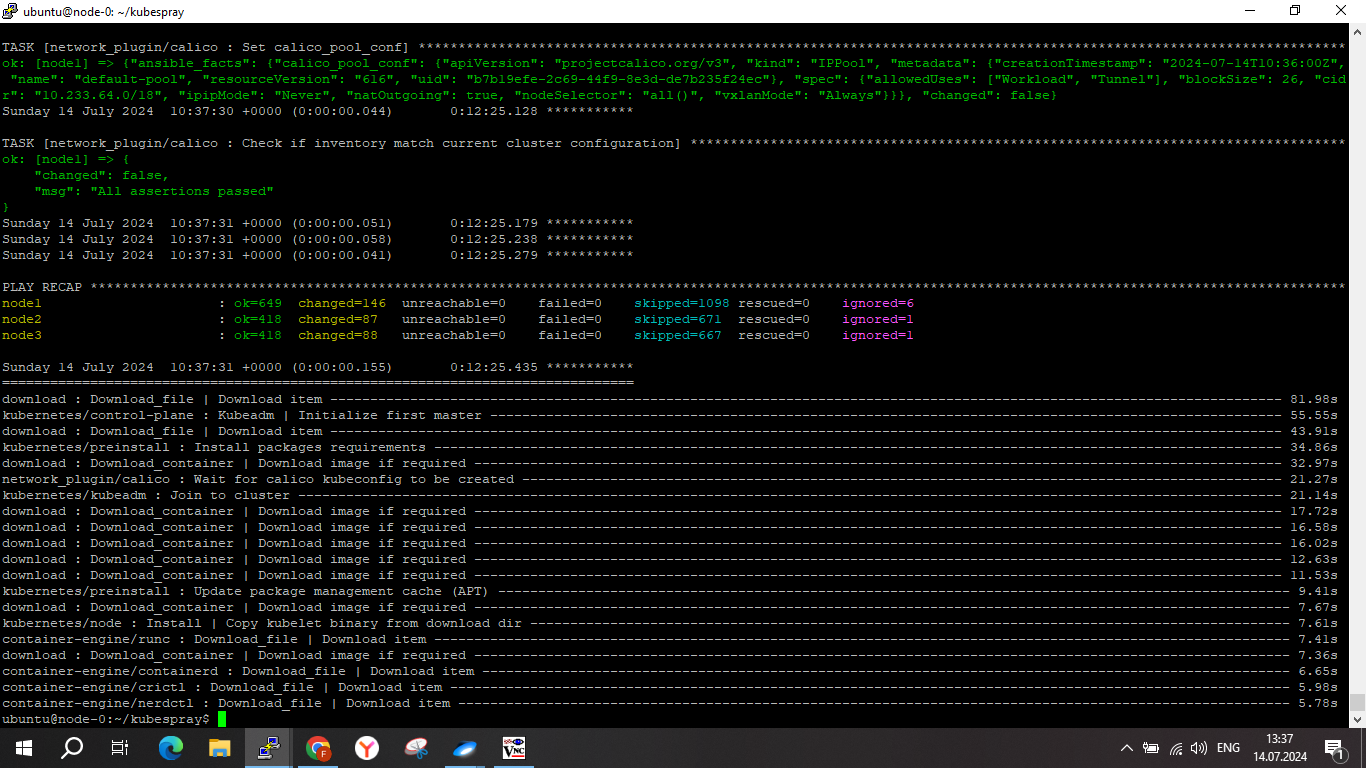 ubuntu@node-0: ~/kubespray
TASK [network_plugin/calico : Set calico_pool_conf] ********************************************************************************************************************
ok: [node1] => {"ansible_facts": {"calico_pool_conf": {"apiVersion": "projectcalico.org/v3", "kind": "IPPool", "metadata": {"creationTimestamp": "2024-07-14T10:36:00Z",
"name": "default-pool", "resourceVersion": "616", "uid": "b7b19efe-2c69-44f9-8e3d-de7b235f24ec"}, "spec": {"allowedUses": ["Workload", "Tunnel"], "blockSize": 26, "cid
r": "10.233.64.0/18", "ipipMode": "Never", "natOutgoing": true, "nodeSelector": "all()", "vxlanMode": "Always"}}}, "changed": false}
Sunday 14 July 2024  10:37:30 +0000 (0:00:00.044)       0:12:25.128 ***********
TASK [network_plugin/calico : Check if inventory match current cluster configuration] **********************************************************************************
ok: [node1] => {
    "changed": false,
    "msg": "All assertions passed"
}
Sunday 14 July 2024  10:37:31 +0000 (0:00:00.051)       0:12:25.179 ***********
Sunday 14 July 2024  10:37:31 +0000 (0:00:00.058)       0:12:25.238 ***********
Sunday 14 July 2024  10:37:31 +0000 (0:00:00.041)       0:12:25.279 ***********
PLAY RECAP *************************************************************************************************************************************************************
node1                      : ok=649  changed=146  unreachable=0    failed=0    skipped=1098 rescued=0    ignored=6
node2                      : ok=418  changed=87   unreachable=0    failed=0    skipped=671  rescued=0    ignored=1
node3                      : ok=418  changed=88   unreachable=0    failed=0    skipped=667  rescued=0    ignored=1
Sunday 14 July 2024  10:37:31 +0000 (0:00:00.155)       0:12:25.435 ***********
===============================================================================
download : Download_file | Download item ----------------------------------------------------------------------------------------------------------------------- 81.98s
kubernetes/control-plane : Kubeadm | Initialize first master --------------------------------------------------------------------------------------------------- 55.55s
download : Download_file | Download item ----------------------------------------------------------------------------------------------------------------------- 43.91s
kubernetes/preinstall : Install packages requirements ---------------------------------------------------------------------------------------------------------- 34.86s
download : Download_container | Download image if required ----------------------------------------------------------------------------------------------------- 32.97s
network_plugin/calico : Wait for calico kubeconfig to be created ----------------------------------------------------------------------------------------------- 21.27s
kubernetes/kubeadm : Join to cluster --------------------------------------------------------------------------------------------------------------------------- 21.14s
download : Download_container | Download image if required ----------------------------------------------------------------------------------------------------- 17.72s
download : Download_container | Download image if required ----------------------------------------------------------------------------------------------------- 16.58s
download : Download_container | Download image if required ----------------------------------------------------------------------------------------------------- 16.02s
download : Download_container | Download image if required ----------------------------------------------------------------------------------------------------- 12.63s
download : Download_container | Download image if required ----------------------------------------------------------------------------------------------------- 11.53s
kubernetes/preinstall : Update package management cache (APT) --------------------------------------------------------------------------------------------------- 9.41s
download : Download_container | Download image if required ------------------------------------------------------------------------------------------------------ 7.67s
kubernetes/node : Install | Copy kubelet binary from download dir ----------------------------------------------------------------------------------------------- 7.61s
container-engine/runc : Download_file | Download item ----------------------------------------------------------------------------------------------------------- 7.41s
download : Download_container | Download image if required ------------------------------------------------------------------------------------------------------ 7.36s
container-engine/containerd : Download_file | Download item ----------------------------------------------------------------------------------------------------- 6.65s
container-engine/crictl : Download_file | Download item --------------------------------------------------------------------------------------------------------- 5.98s
container-engine/nerdctl : Download_file | Download item -------------------------------------------------------------------------------------------------------- 5.78s
ubuntu@node-0:~/kubespray$
F
Y
VNC
ENG
13:37
14.07.2024
1